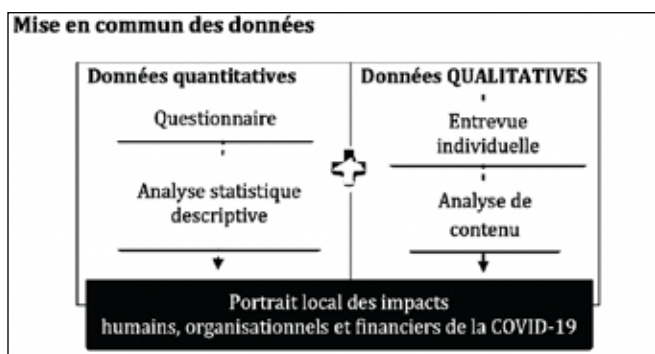 Mise en commun des données
Données quantitatives
Questionnaire
Analyse statistique
descriptive
Données QUALITATIVES
Entrevue
individuelle
Analyse de
contenu
Portrait local des impacts
humains, organisationnels et financiers de la COVID-19